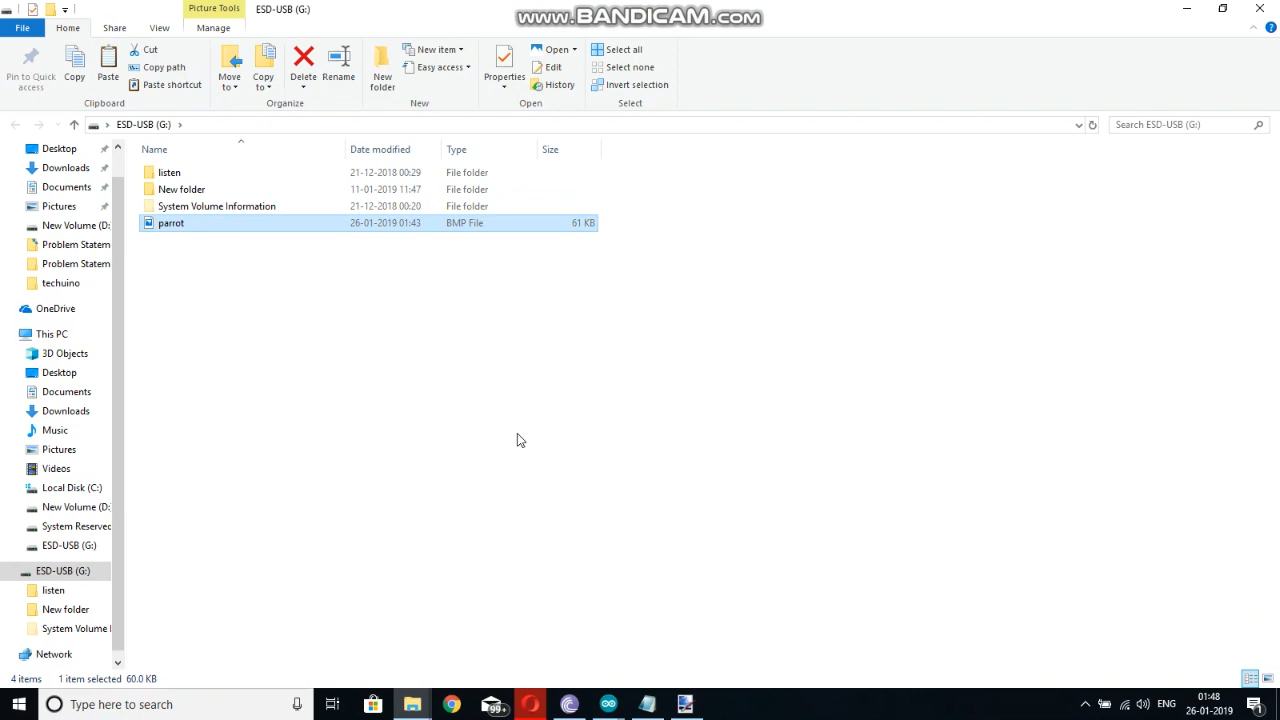 Picture Tools
ESD-USB (G:)
www.BANDICAM.com
File
Home
Share
View
Manage
Pin to Quick access
Copy
Paste
Cut
Copy path
Paste shortcut
Clipboard
Move to
Copy to
Delete
Rename
Organize
New folder
New item
Easy access
New
Properties
Open
Edit
History
Open
Select all
Select none
Invert selection
Select
ESD-USB (G:)
Search ESD-USB (G:)
Name Date modified Type Size
listen 21-12-2018 00:29 File folder
New folder 11-01-2019 11:47 File folder
System Volume Information 21-12-2018 00:20 File folder
parrot 26-01-2019 01:43 BMP File 61 KB
Desktop
Downloads
Documents
Pictures
New Volume (D:
Problem Statem
Problem Statem
techuino
OneDrive
This PC
3D Objects
Desktop
Documents
Downloads
Music
Pictures
Videos
Local Disk (C:)
New Volume (D:
System Reserved
ESD-USB (G:)
ESD-USB (G:)
listen
New folder
System Volume I
Network
4 items 1 item selected 60.0 KB
Type here to search
99+
ENG
01:48
26-01-2019
1